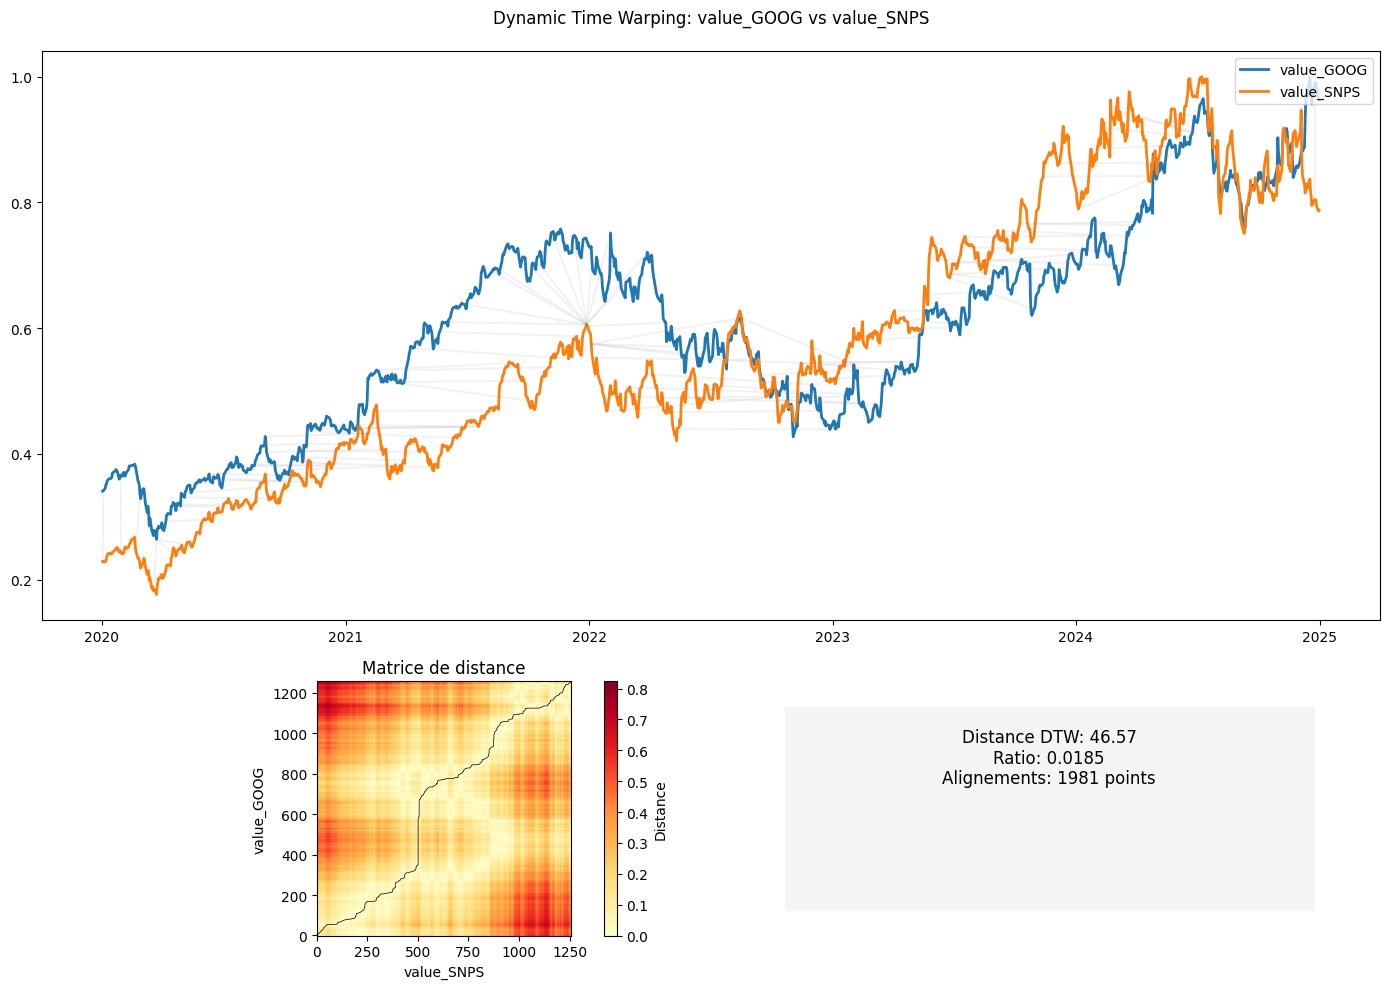 Dynamic Time Warping: value_GOOG vs value_SNPS
value_GOOG
value_SNPS
1.0
0.8
0.6
0.4
0.2
2020 2021 2022 2023 2024 2025
Matrice de distance
value_GOOG
1200
1000
800
600
400
200
0
0 250 500 750 1000 1250
value_SNPS
0.8
0.7
0.6
0.5
0.4
0.3
0.2
0.1
0.0
Distance
Distance DTW: 46.57
Ratio: 0.0185
Alignements: 1981 points